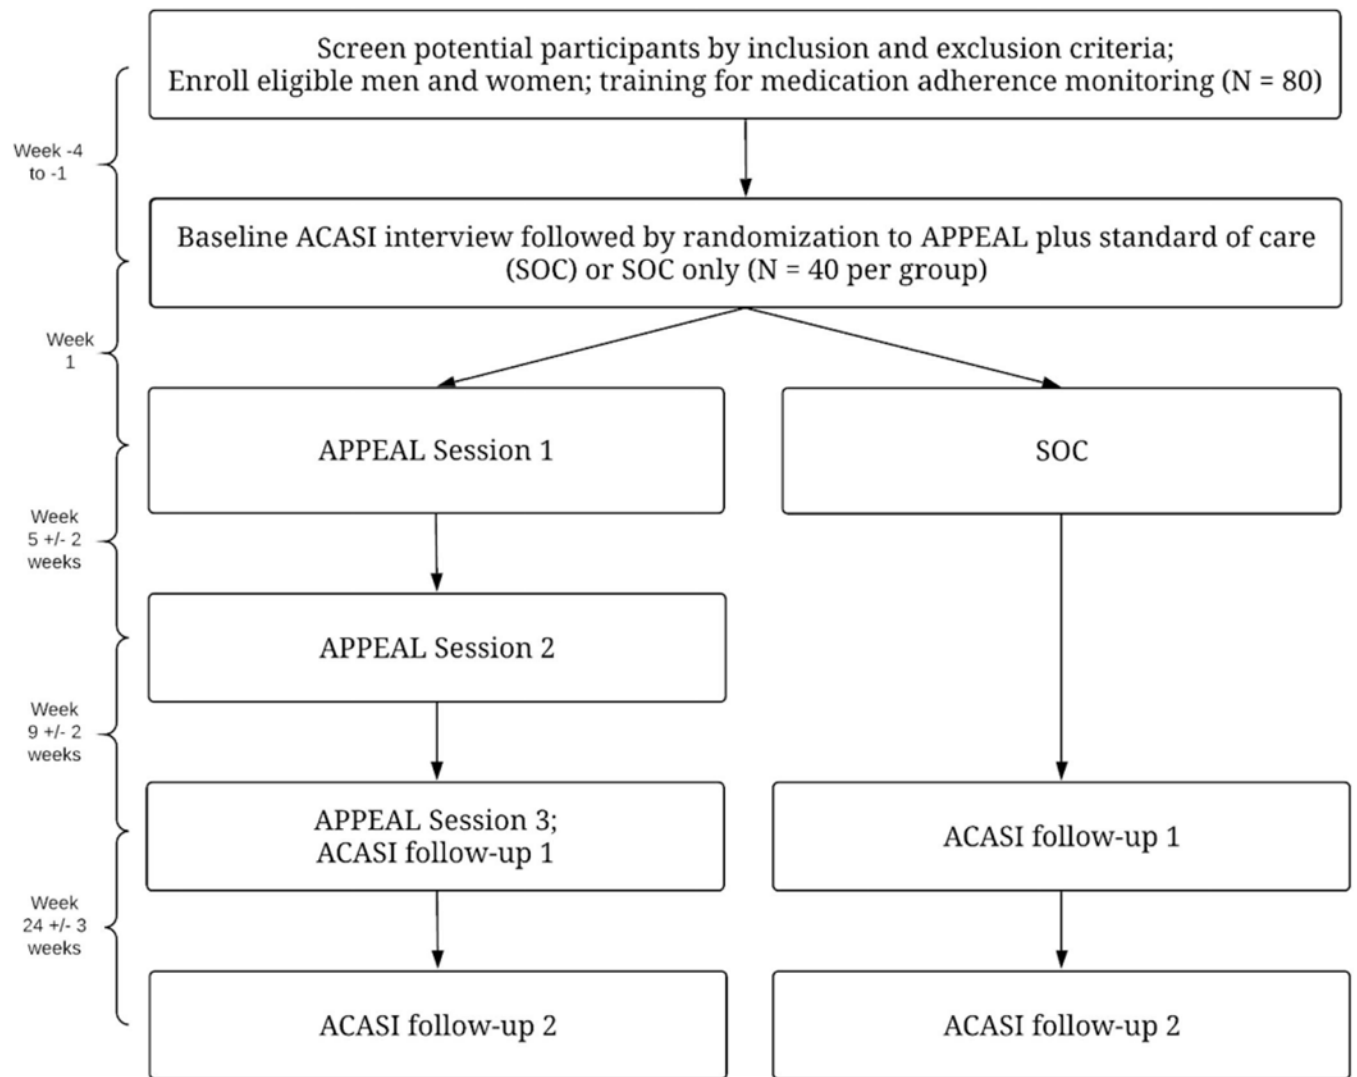 Screen potential participants by inclusion and exclusion criteria;
Enroll eligible men and women; training for medication adherence monitoring (N = 80)
Week -4
to -1
Baseline ACASI interview followed by randomization to APPEAL plus standard of care
(SOC) or SOC only (N = 40 per group)
Week
1
APPEAL Session 1
SOC
Week
5 +/- 2
weeks
APPEAL Session 2
Week
9 +/- 2
weeks
APPEAL Session 3;
ACASI follow-up 1
ACASI follow-up 1
Week
24 +/- 3
weeks
ACASI follow-up 2
ACASI follow-up 2